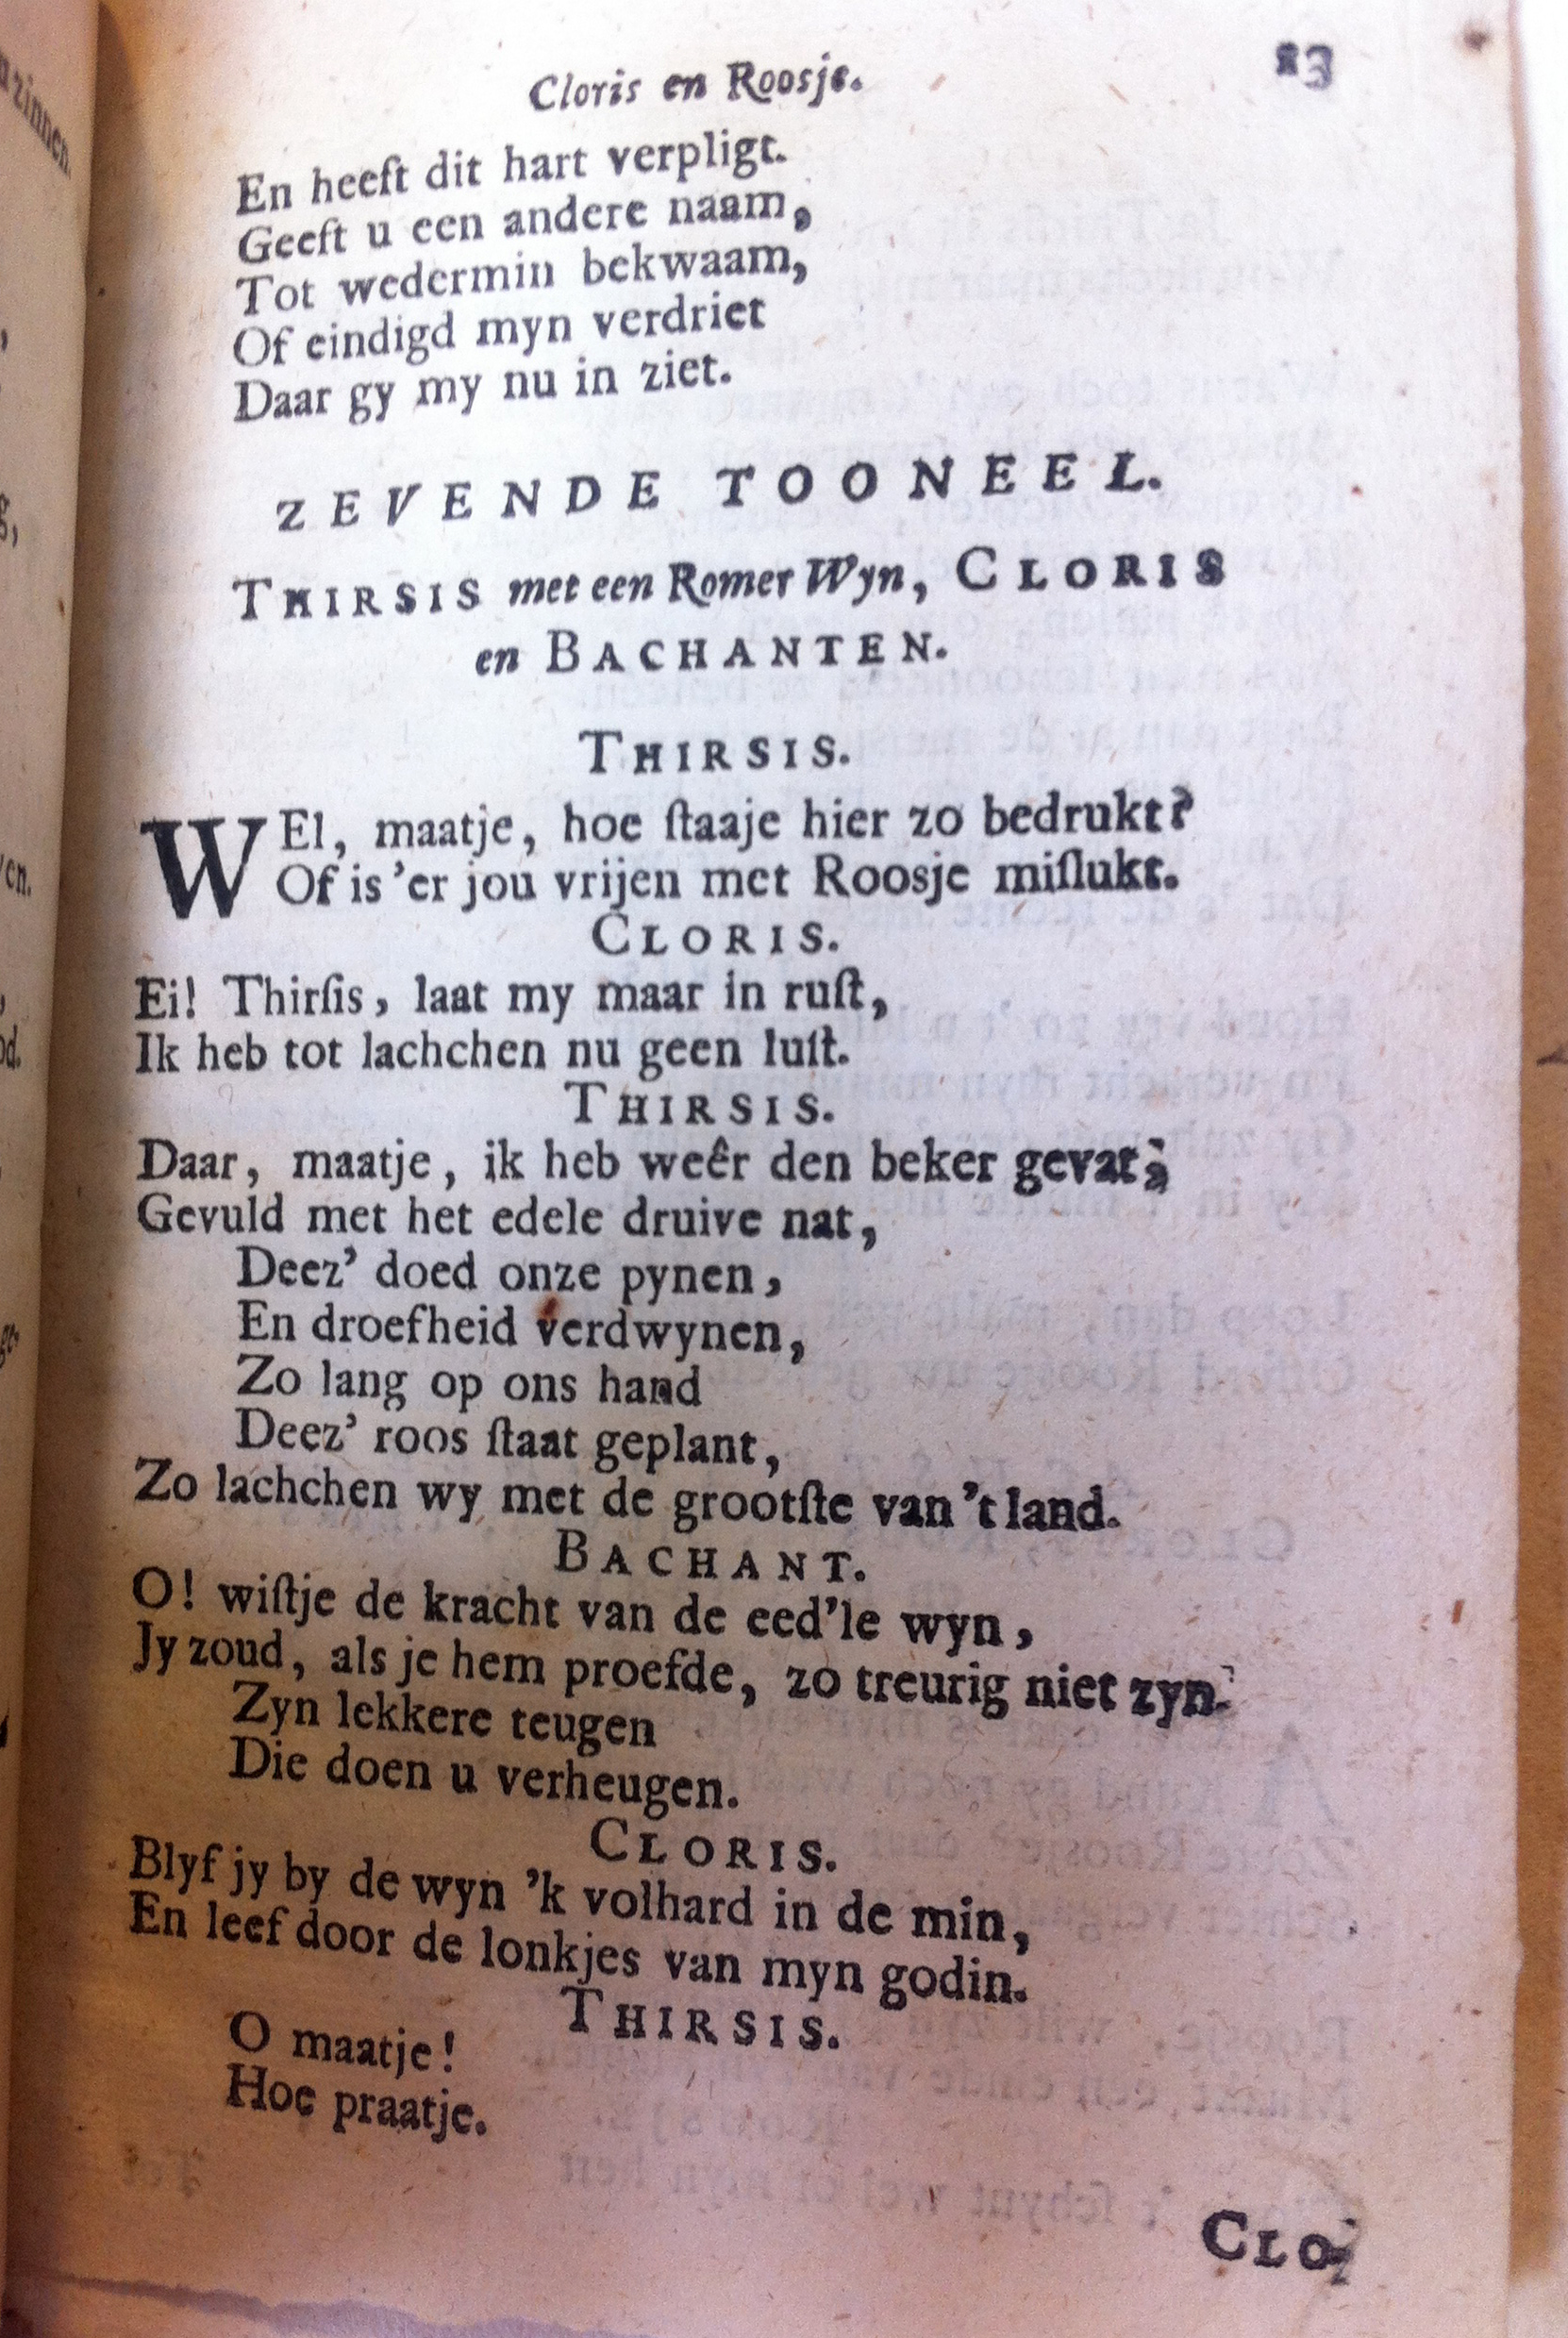 Cloris en Roosje. 23
En heeft dit hart verpligt.
Geeft u een andere naam,
Tot wedermin bekwaam,
Of eindigd myn verdriet
Daar gy my nu in ziet.
ZEVENDE TOONEEL.
THIRSIS met een Romer Wyn, CLORIS
en BACHANTEN.
THIRSIS.
WEl, maatje, hoe ſtaaje hier zo bedrukt?
Of is 'er jou vrijen met Roosje miſlukt.
CLORIS.
Ei! Thirſis, laat my maar in ruſt,
Ik heb tot lachchen nu geen luſt.
THIRSIS.
Daar, maatje, ik heb weêr den beker gevat,
Gevuld met het edele druive nat,
Deez' doed onze pynen,
En droefheid verdwynen,
Zo lang op ons hand
Deez' roos ſtaat geplant,
Zo lachchen wy met de grootſte van 't land.
BACHANT.
O! wiſtje de kracht van de eed'le wyn,
Jy zoud, als je hem proefde, zo treurig niet zyn.
Zyn lekkere teugen
Die doen u verheugen.
CLORIS.
Blyf jy by de wyn 'k volhard in de min,
En leef door de lonkjes van myn godin.
THIRSIS.
O maatje!
Hoe praatje.
CLO-